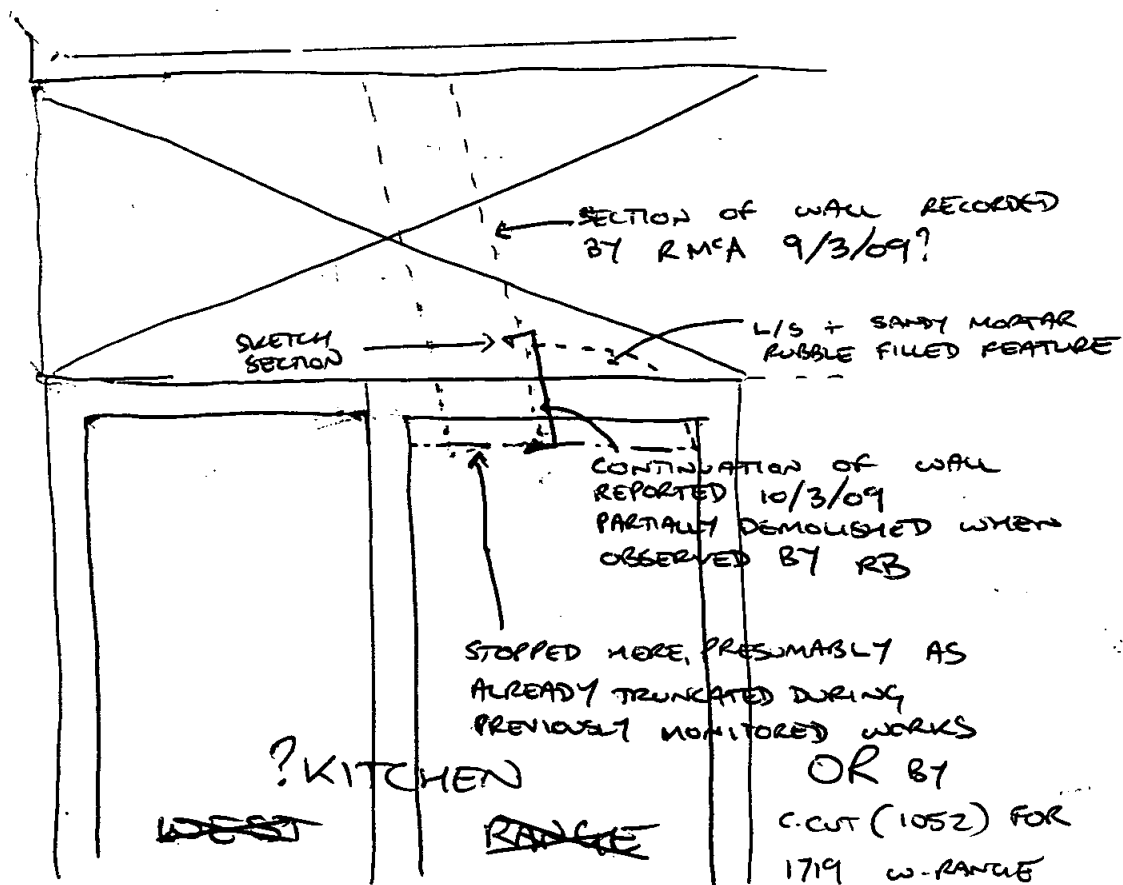 SECTION OF WALL RECORDED
BY R McA 9/3/09?
SKETCH
SECTION
L/S + SANDY MORTAR
RUBBLE FILLED FEATURE
CONTINUATION OF WALL
REPORTED 10/3/09
PARTIALLY DEMOLISHED WHEN
OBSERVED BY RB
STOPPED HERE, PRESUMABLY AS
ALREADY TRUNCATED DURING
PREVIOUSLY MONITORED WORKS
?KITCHEN
OR BY
C.CUT (1052) FOR
1719 W-RANGE
WEST
RANGE